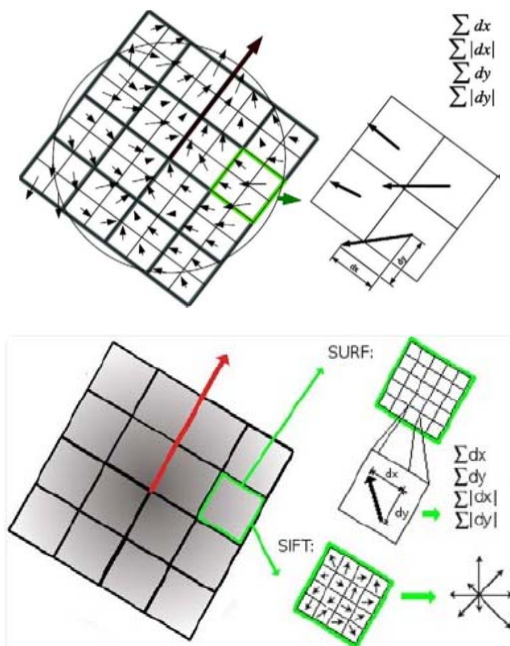 ∑ dx
∑ |dx|
∑ dy
∑ |dy|
dx
dy
SURF:
dx
dy
∑dx
∑dy
∑|dx|
∑|dy|
SIFT: